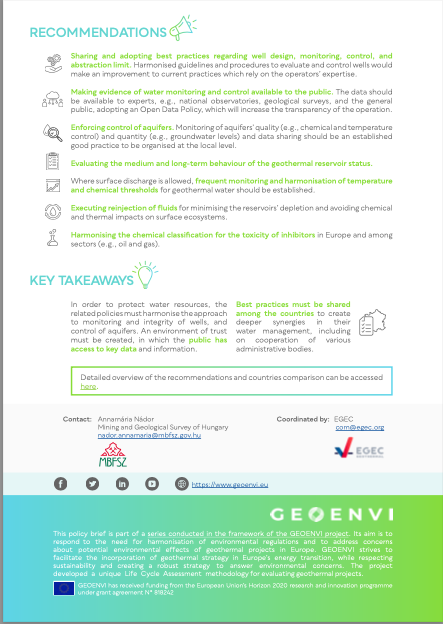 RECOMMENDATIONS
Sharing and adopting best practices regarding well design, monitoring, control, and
abstraction limit. Harmonised guidelines and procedures to evaluate and control wells would
make an improvement to current practices which rely on the operators' expertise.
Making evidence of water monitoring and control available to the public. The data should
be available to experts, e.g., national observatories, geological surveys, and the general
public, adopting an Open Data Policy, which will increase the transparency of the operation.
Enforcing control of aquifers. Monitoring of aquifers' quality (e.g., chemical and temperature
control) and quantity (e.g., groundwater levels) and data sharing should be an established
good practice to be organised at the local level.
Evaluating the medium and long-term behaviour of the geothermal reservoir status.
Where surface discharge is allowed, frequent monitoring and harmonisation of temperature
and chemical thresholds for geothermal water should be established.
Executing reinjection of fluids for minimising the reservoirs' depletion and avoiding chemical
and thermal impacts on surface ecosystems.
Harmonising the chemical classification for the toxicity of inhibitors in Europe and among
sectors (e.g., oil and gas).
KEY TAKEAWAYS
In order to protect water resources, the
related policies must harmonise the approach
to monitoring and integrity of wells, and
control of aquifers. An environment of trust
must be created, in which the public has
access to key data and information.
Best practices must be shared
among the countries to create
deeper synergies in their
water management, including
on cooperation of various
administrative bodies.
Detailed overview of the recommendations and countries comparison can be accessed
here.
Contact: Annamária Nádor
Mining and Geological Survey of Hungary
nador.annamaria@mbfsz.gov.hu
MBFSZ
Coordinated by: EGEC
com@egec.org
EGEC
https://www.geoenvi.eu
GEOENVI
This policy brief is part of a series conducted in the framework of the GEOENVI project. Its aim is to
respond to the need for harmonisation of environmental regulations and to address concerns
about potential environmental effects of geothermal projects in Europe. GEOENVI strives to
facilitate the incorporation of geothermal strategy in Europe's energy transition, while respecting
sustainability and creating a robust strategy to answer environmental concerns. The project
developed a unique Life Cycle Assessment methodology for evaluating geothermal projects.
GEOENVI has received funding from the European Union's Horizon 2020 research and innovation programme
under grant agreement N° 818242